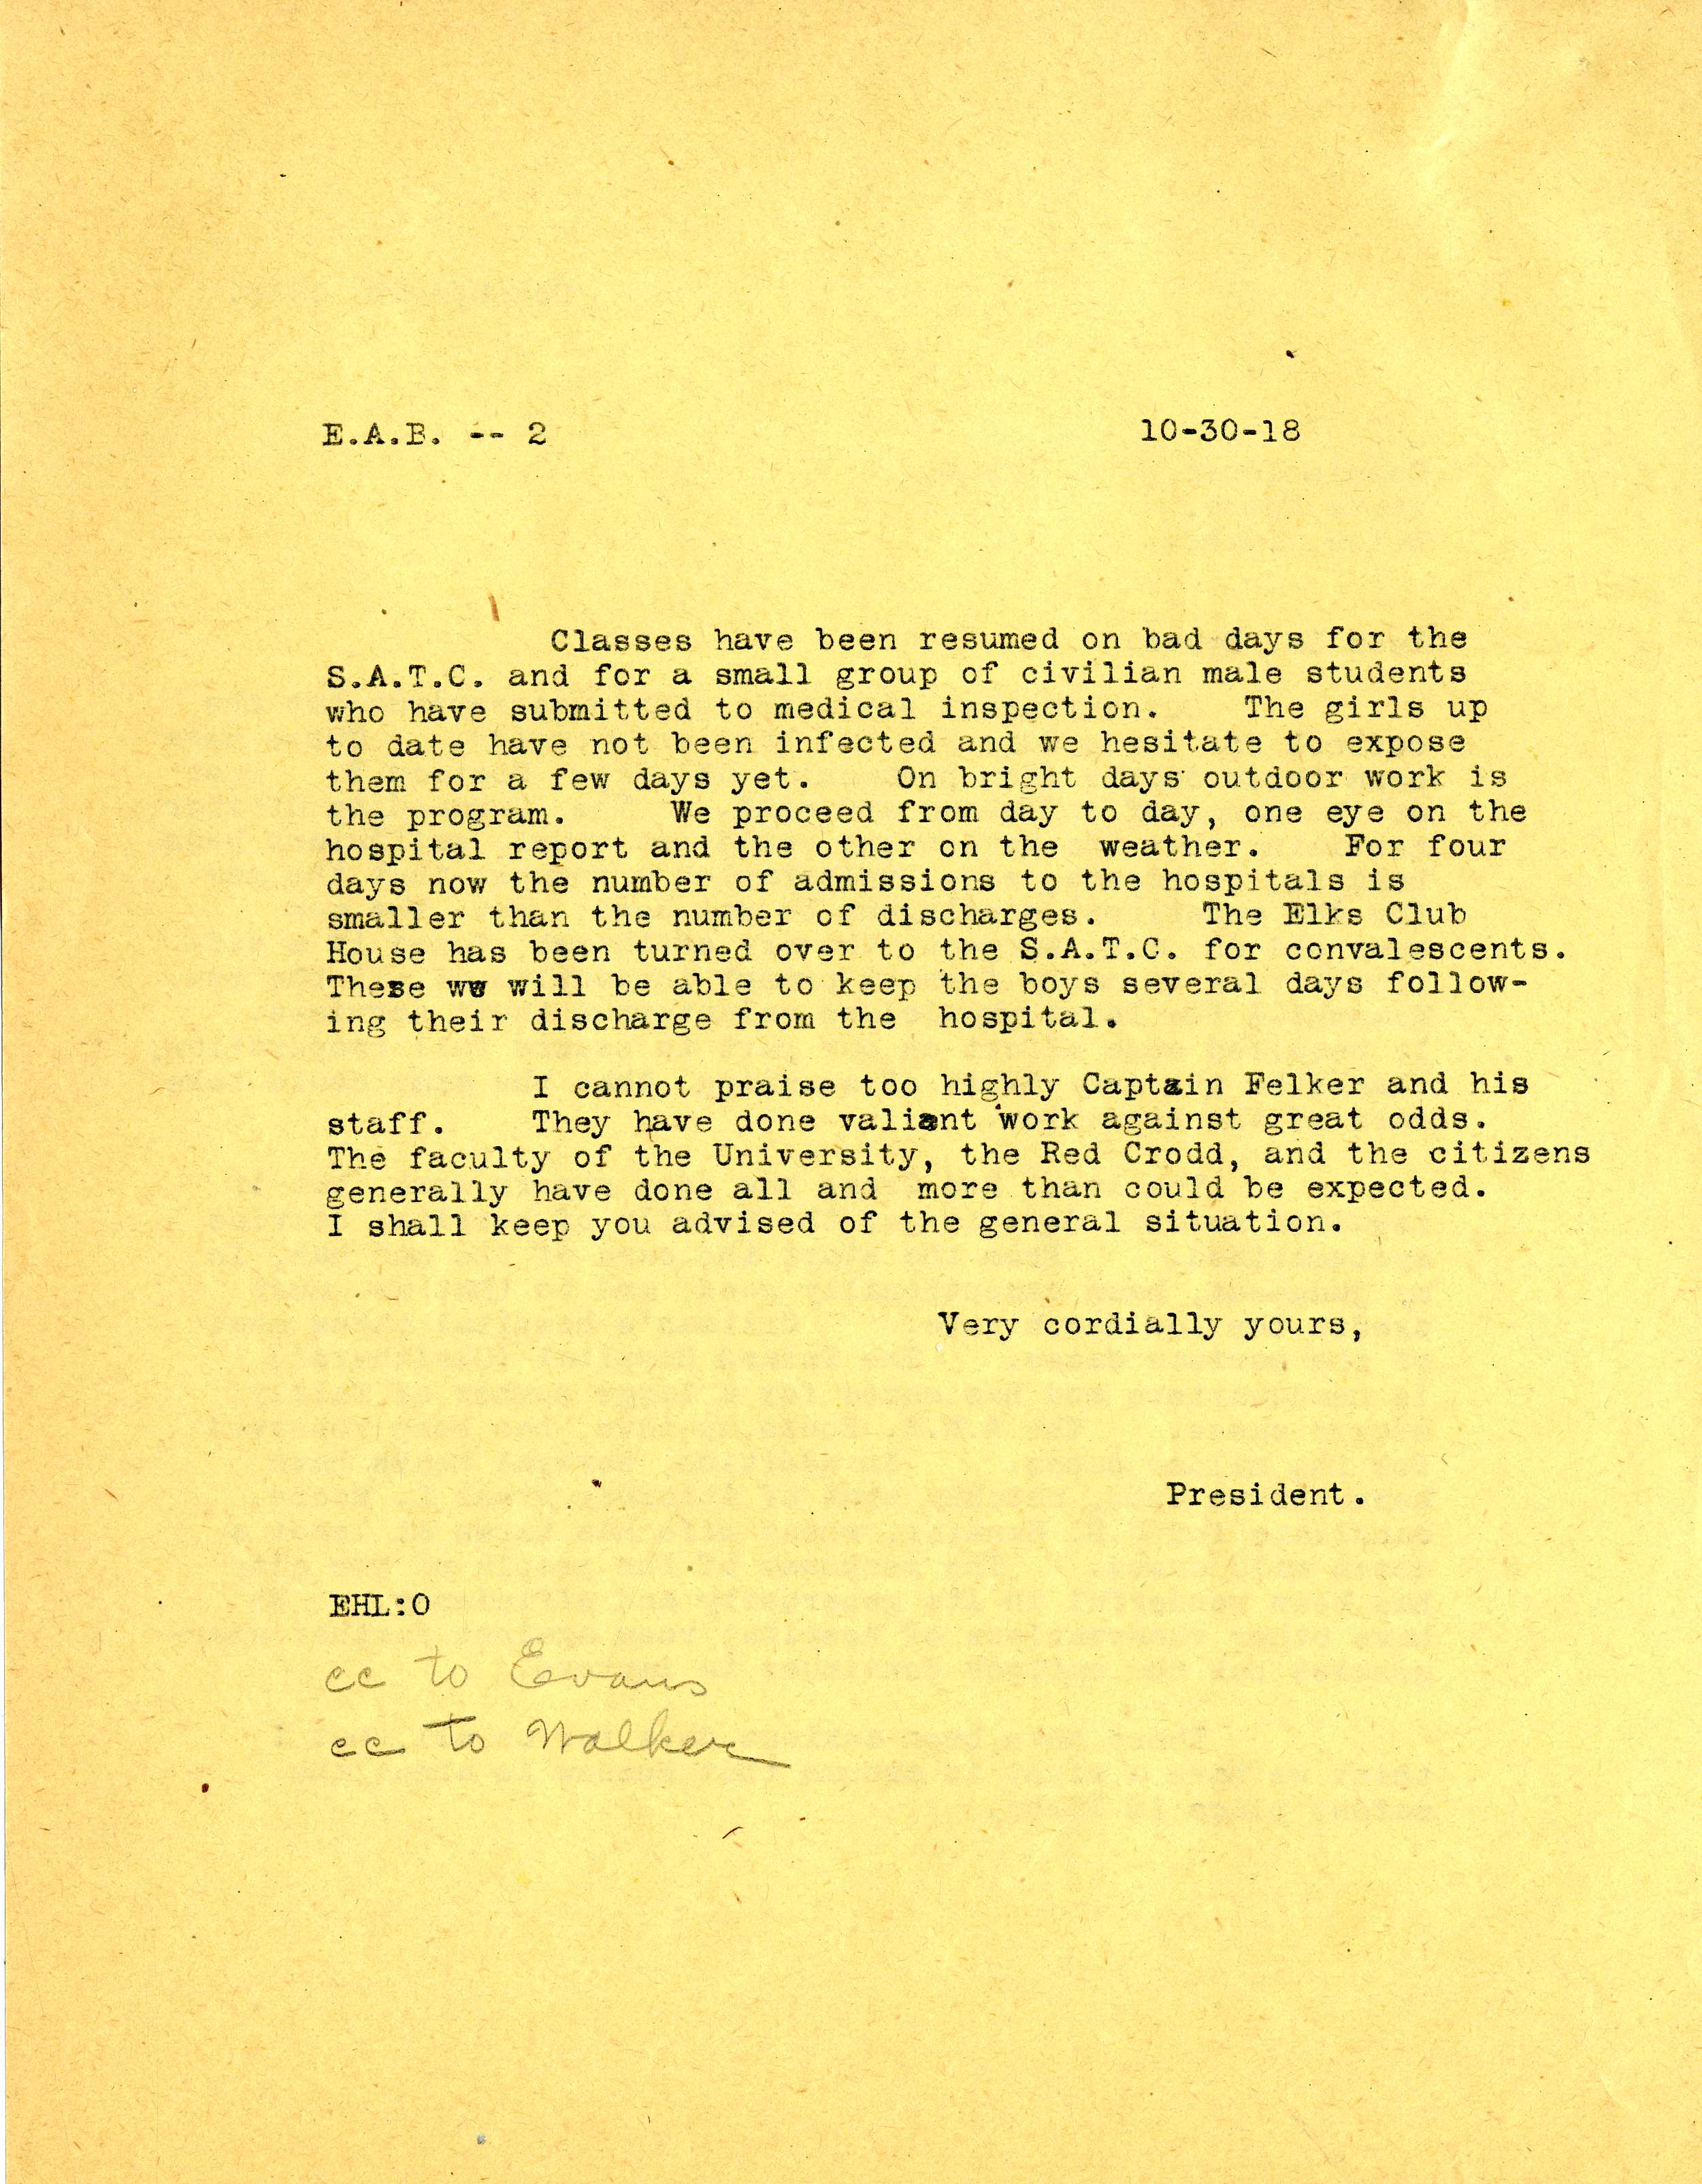 E.A.B. -- 2 10-30-18
Classes have been resumed on bad days for the
S.A.T.C. and for a small group of civilian male students
who have submitted to medical inspection. The girls up
to date have not been infected and we hesitate to expose
them for a few days yet. On bright days outdoor work is
the program. We proceed from day to day, one eye on the
hospital report and the other on the weather. For four
days now the number of admissions to the hospitals is
smaller than the number of discharges. The Elks Club
House has been turned over to the S.A.T.C. for convalescents.
These we will be able to keep the boys several days follow-
ing their discharge from the hospital.
I cannot praise too highly Captain Felker and his
staff. They have done valiant work against great odds.
The faculty of the University, the Red Crodd, and the citizens
generally have done all and more than could be expected.
I shall keep you advised of the general situation.
Very cordially yours,
President.
EHL:O
cc to Evans
cc to Walker